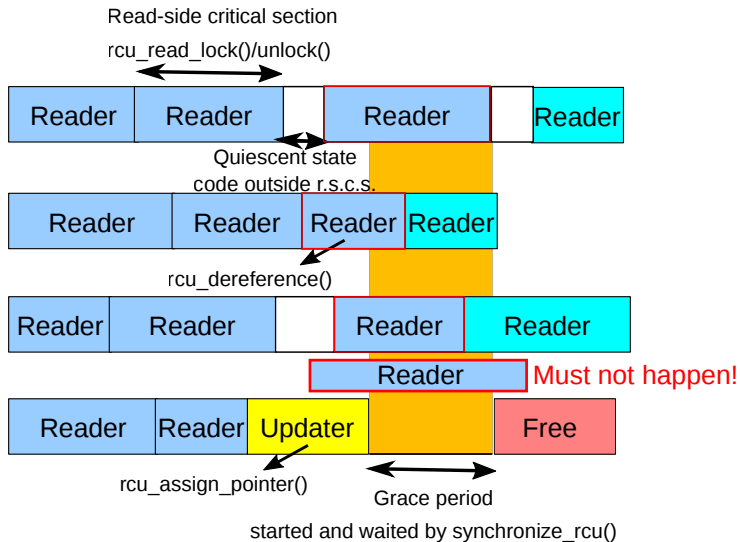 Read-side critical section
rcu_read_lock()/unlock()
Reader Reader Reader Reader
Quiescent state
code outside r.s.c.s.
Reader Reader Reader Reader
rcu_dereference()
Reader Reader Reader Reader
Reader Must not happen!
Reader Reader Updater Free
rcu_assign_pointer()
Grace period
started and waited by synchronize_rcu()